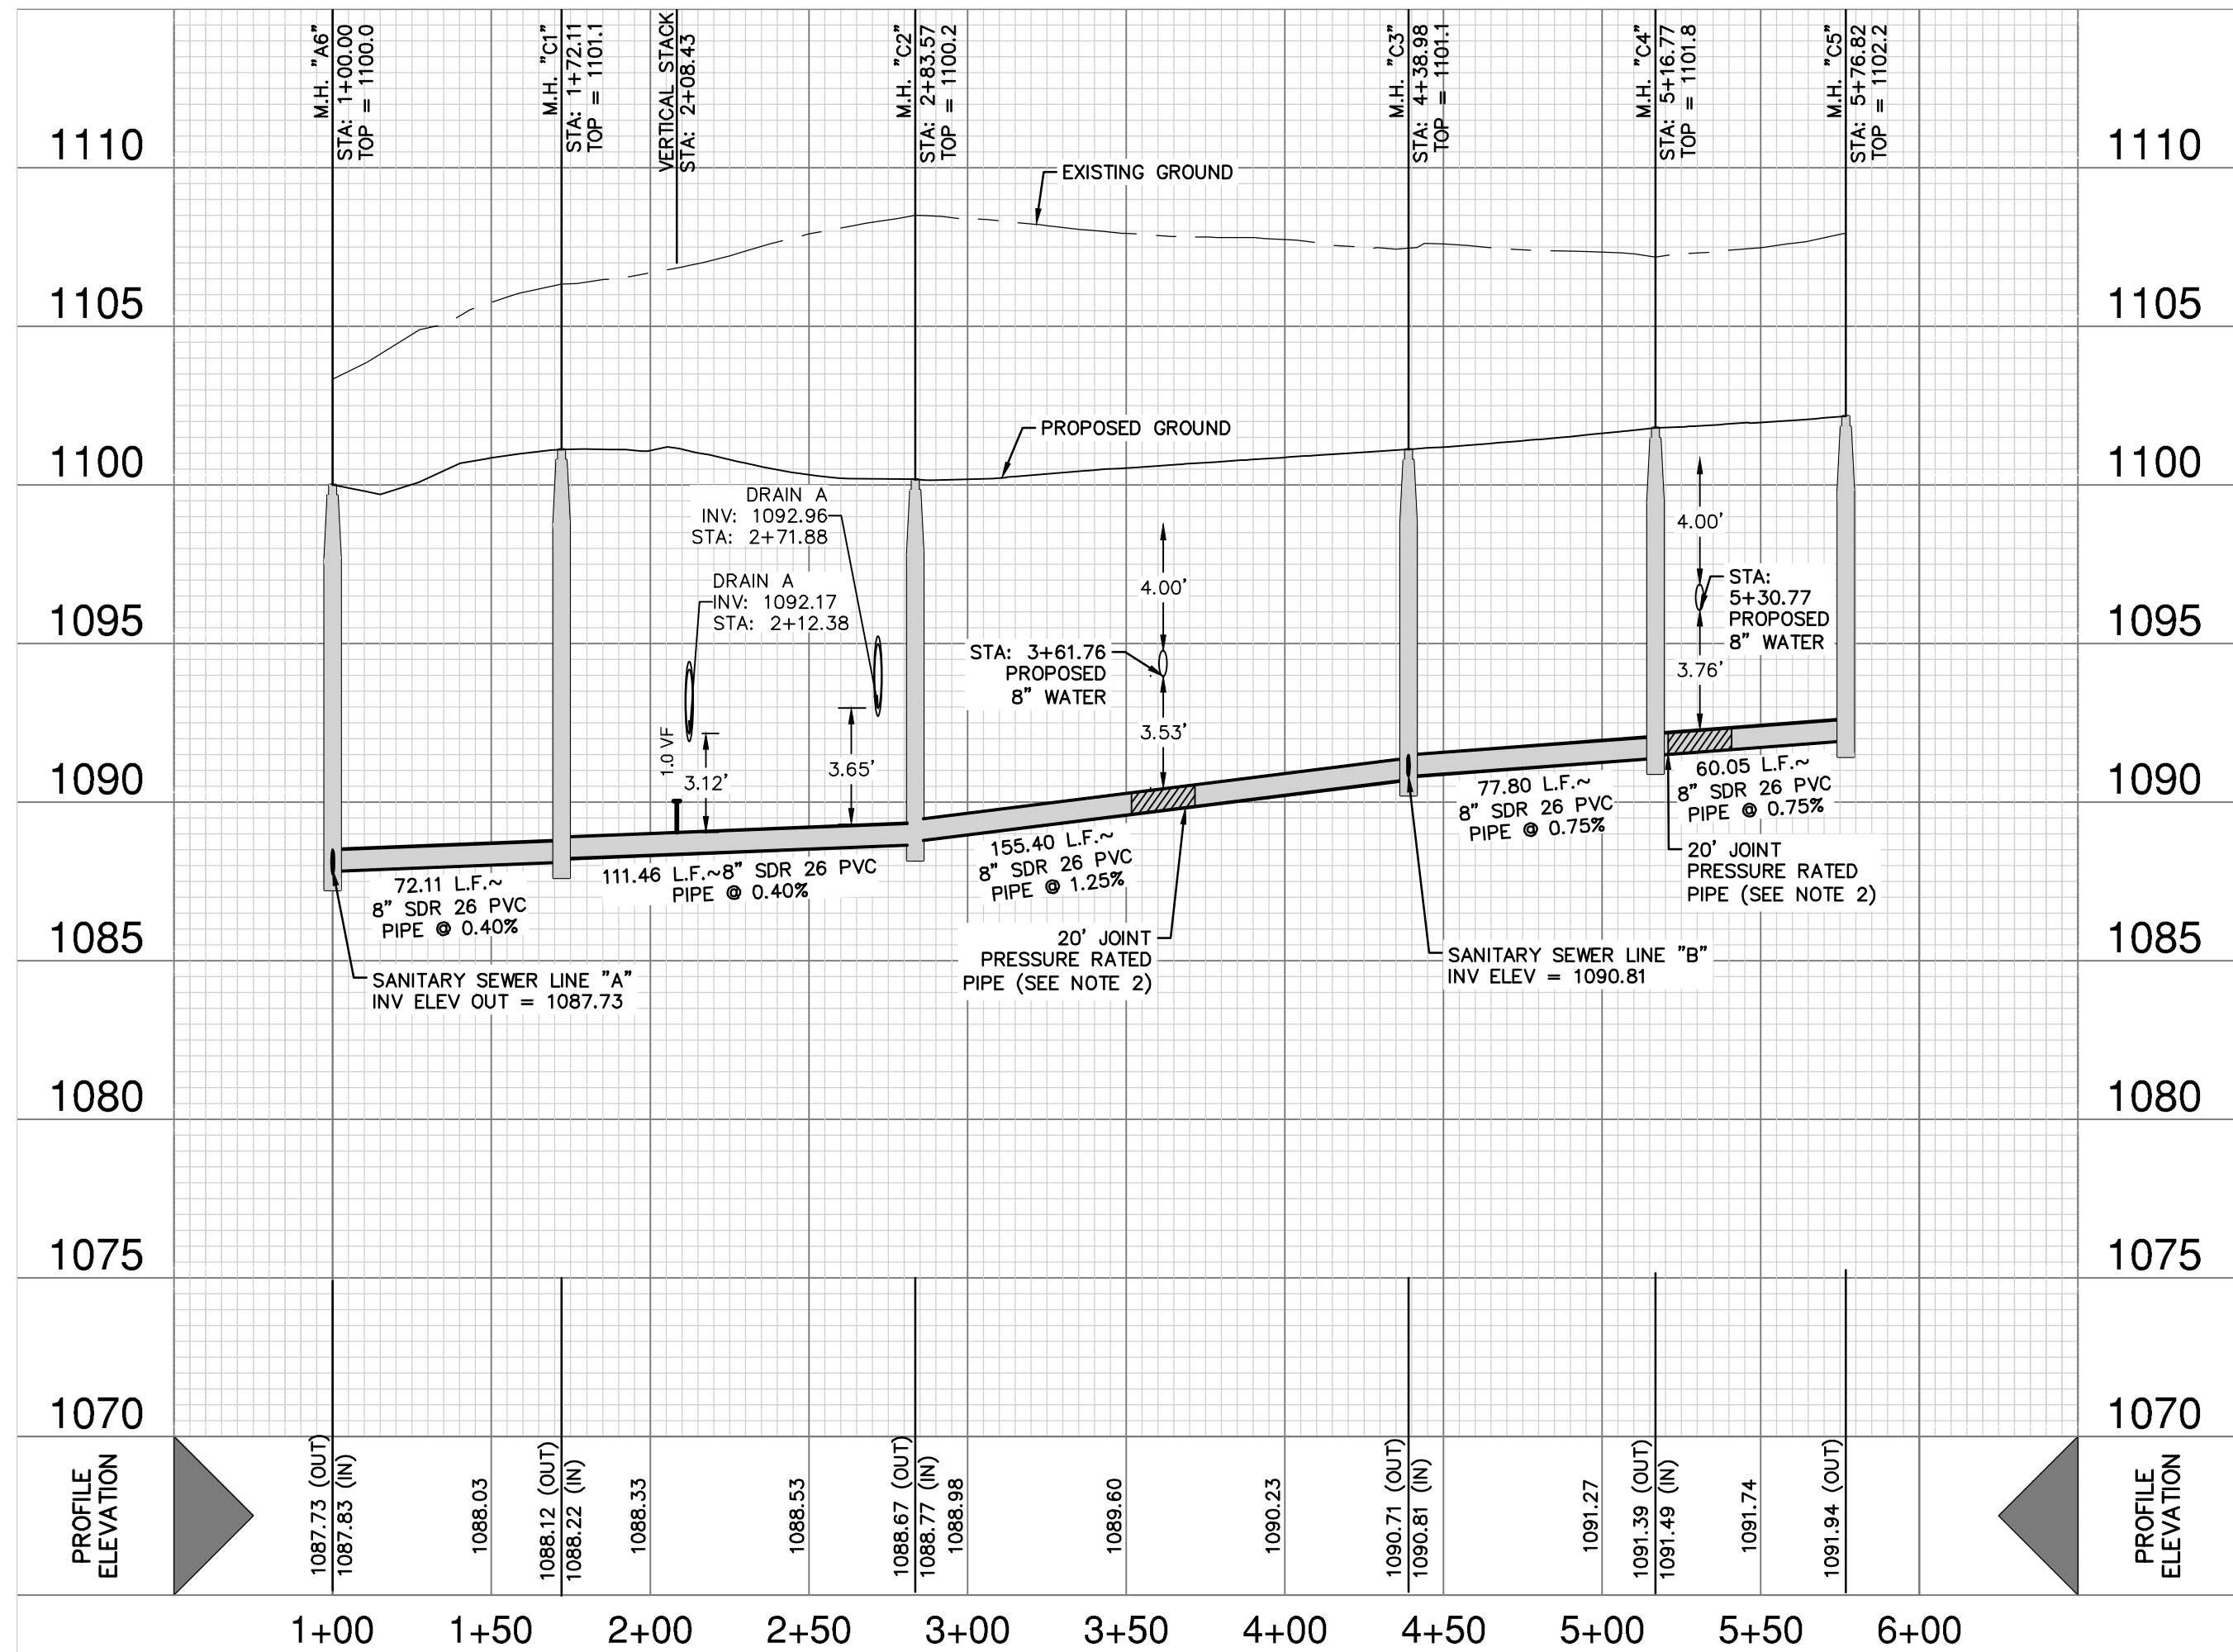 M.H. "A6"
STA: 1+00.00
TOP = 1100.0
M.H. "C1"
STA: 1+72.11
TOP = 1101.1
VERTICAL STACK
STA: 2+08.43
M.H. "C2"
STA: 2+83.57
TOP = 1100.2
M.H. "C3"
STA: 4+38.98
TOP = 1101.1
M.H. "C4"
STA: 5+16.77
TOP = 1101.8
M.H. "C5"
STA: 5+76.82
TOP = 1102.2
1110
1110
EXISTING GROUND
1105
1105
PROPOSED GROUND
1100
1100
DRAIN A
INV: 1092.96
STA: 2+71.88
DRAIN A
INV: 1092.17
STA: 2+12.38
4.00'
4.00'
STA:
5+30.77
PROPOSED
8" WATER
1095
1095
STA: 3+61.76
PROPOSED
8" WATER
3.76'
3.53'
1.0 VF
3.12'
3.65'
1090
1090
72.11 L.F.~
8" SDR 26 PVC
PIPE @ 0.40%
111.46 L.F.~8" SDR 26 PVC
PIPE @ 0.40%
155.40 L.F.~
8" SDR 26 PVC
PIPE @ 1.25%
77.80 L.F.~
8" SDR 26 PVC
PIPE @ 0.75%
60.05 L.F.~
8" SDR 26 PVC
PIPE @ 0.75%
20' JOINT
PRESSURE RATED
PIPE (SEE NOTE 2)
1085
1085
20' JOINT
PRESSURE RATED
PIPE (SEE NOTE 2)
SANITARY SEWER LINE "B"
INV ELEV = 1090.81
SANITARY SEWER LINE "A"
INV ELEV OUT = 1087.73
1080
1080
1075
1075
1070
1070
PROFILE
ELEVATION
1087.73 (OUT)
1087.83 (IN)
1088.03
1088.12 (OUT)
1088.22 (IN)
1088.33
1088.53
1088.67 (OUT)
1088.77 (IN)
1088.98
1089.60
1090.23
1090.71 (OUT)
1090.81 (IN)
1091.27
1091.39 (OUT)
1091.49 (IN)
1091.74
1091.94 (OUT)
PROFILE
ELEVATION
1+00 1+50 2+00 2+50 3+00 3+50 4+00 4+50 5+00 5+50 6+00